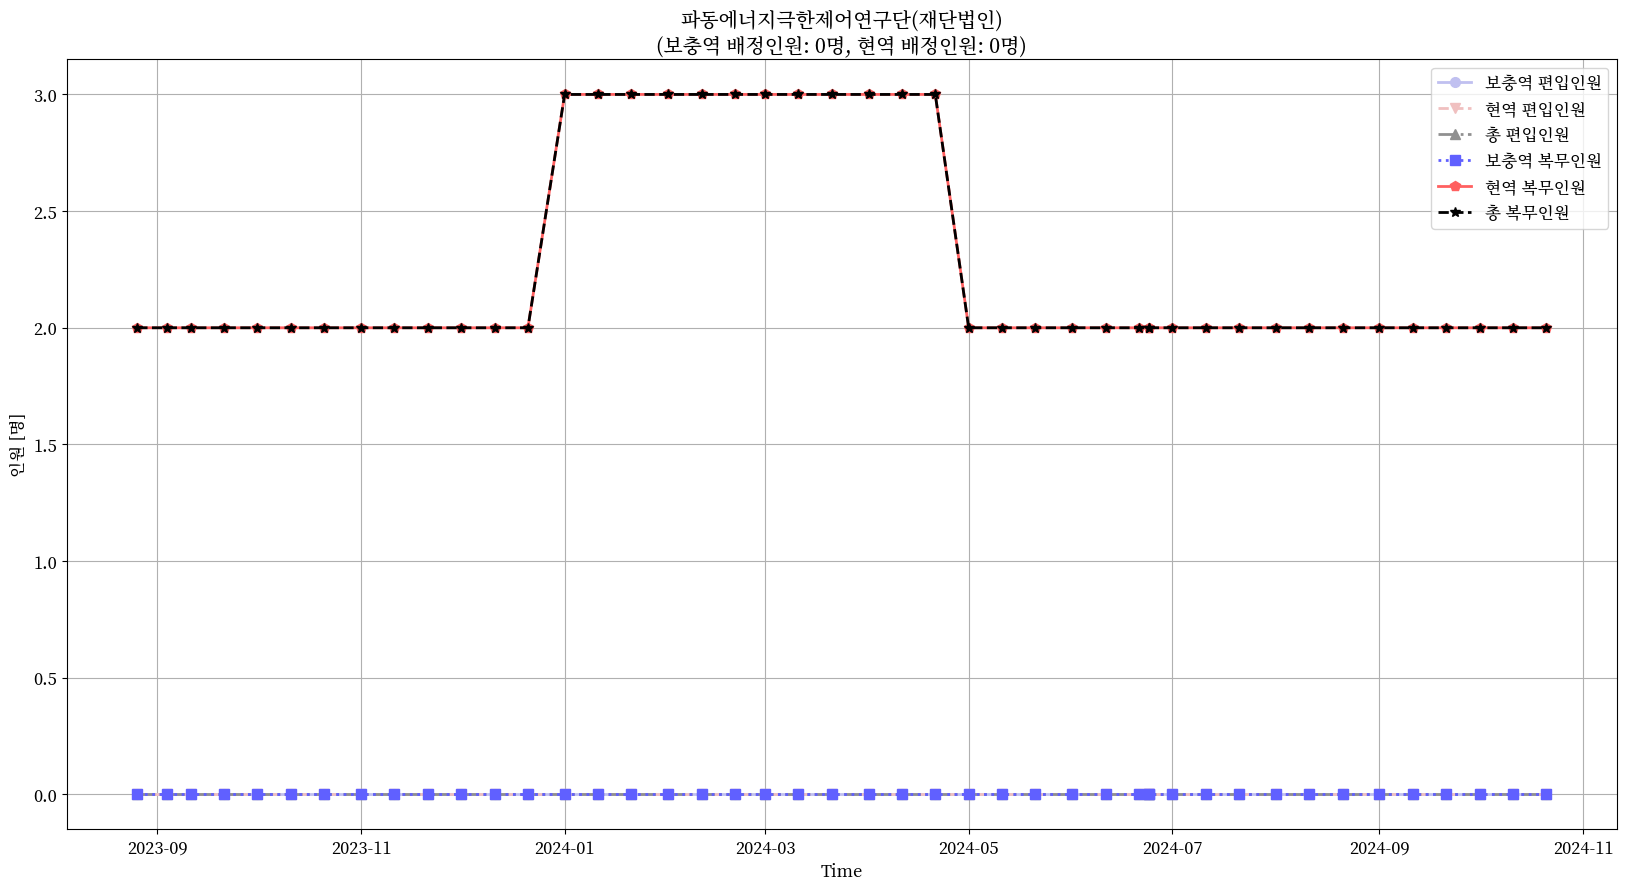 파동에너지극한제어연구단(재단법인)
(보충역 배정인원: 0명, 현역 배정인원: 0명)
보충역 편입인원
현역 편입인원
총 편입인원
보충역 복무인원
현역 복무인원
총 복무인원
3.0
2.5
2.0
1.5
1.0
0.5
0.0
인원 [명]
2023-09
2023-11
2024-01
2024-03
2024-05
2024-07
2024-09
2024-11
Time